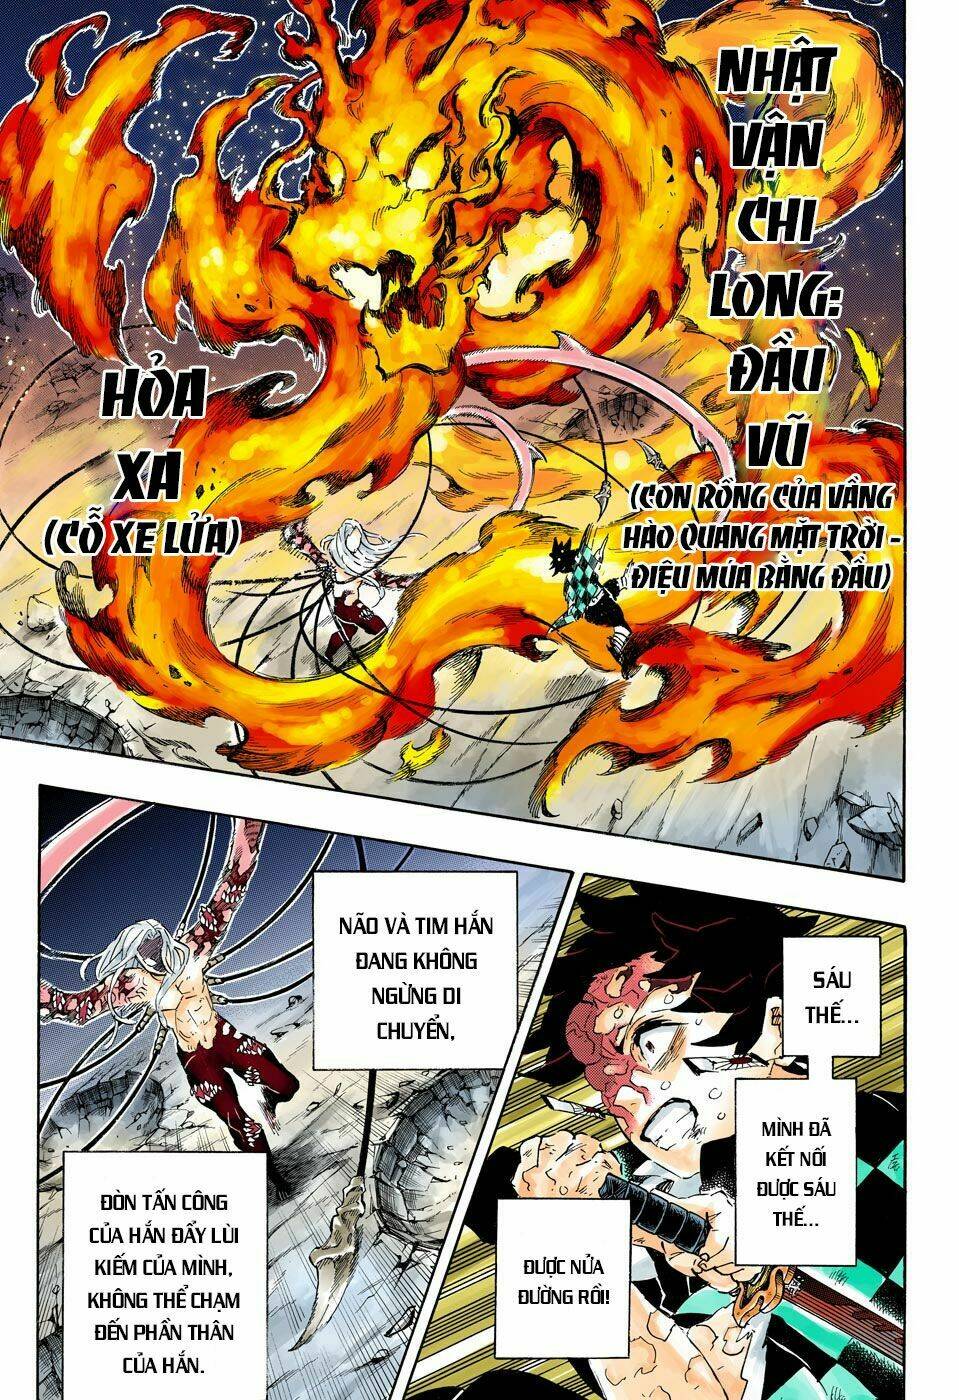 NHẬT
VẬN
CHI
LONG:
ĐẦU
VŨ
(CON RỒNG CỦA VẦNG
HÀO QUANG MẶT TRỜI -
ĐIỆU MÚA BẰNG ĐẦU)
HỎA
XA
(CỖ XE LỬA)
SÁU
THẾ...
MÌNH ĐÃ
KẾT NỐI
ĐƯỢC SÁU
THẾ...
ĐƯỢC NỬA
ĐƯỜNG RỒI!
NÃO VÀ TIM HẮN
ĐANG KHÔNG
NGỪNG DI
CHUYỂN,
ĐÒN TẤN CÔNG
CỦA HẮN ĐẨY LÙI
KIẾM CỦA MÌNH,
KHÔNG THỂ CHẠM
ĐẾN PHẦN THÂN
CỦA HẮN.